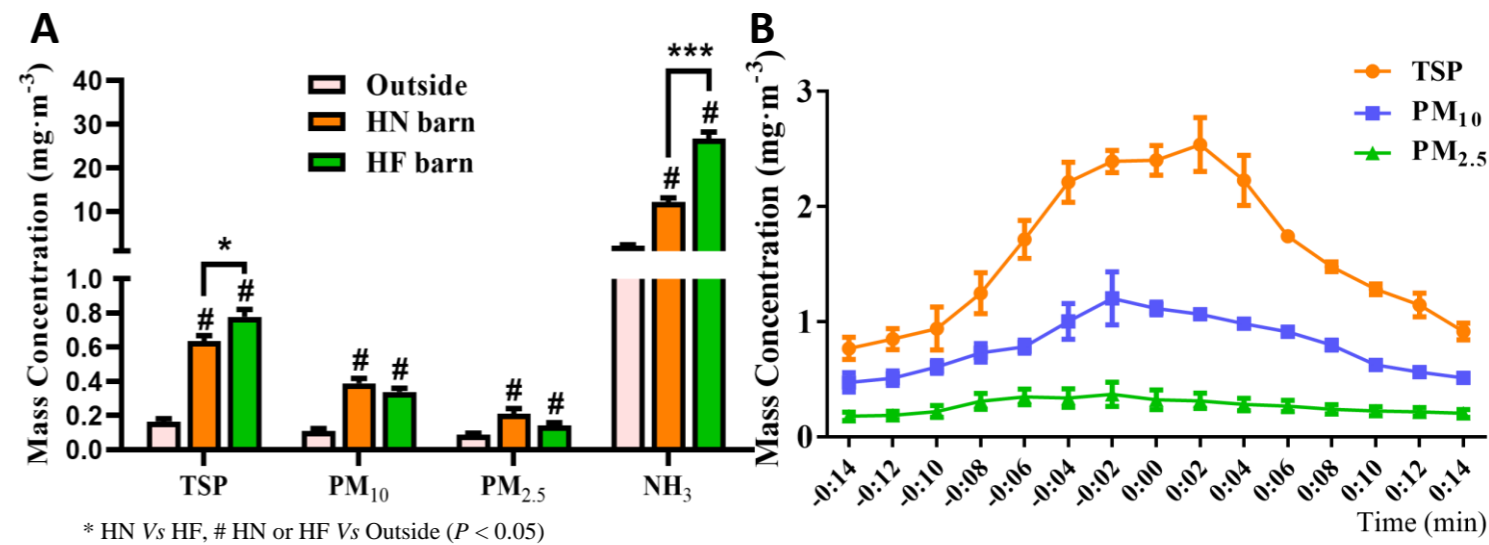 A
Mass Concentration (mg·m⁻³)
40
30
20
10
1.0
0.8
0.6
0.4
0.2
0.0
Outside
HN barn
HF barn
*
#
#
#
#
#
#
***
#
#
TSP
PM₁₀
PM₂.₅
NH₃
* HN Vs HF, # HN or HF Vs Outside (P < 0.05)
B
Mass Concentration (mg·m⁻³)
3
2
1
0
TSP
PM₁₀
PM₂.₅
-0:14
-0:12
-0:10
-0:08
-0:06
-0:04
-0:02
0:00
0:02
0:04
0:06
0:08
0:10
0:12
0:14
Time (min)